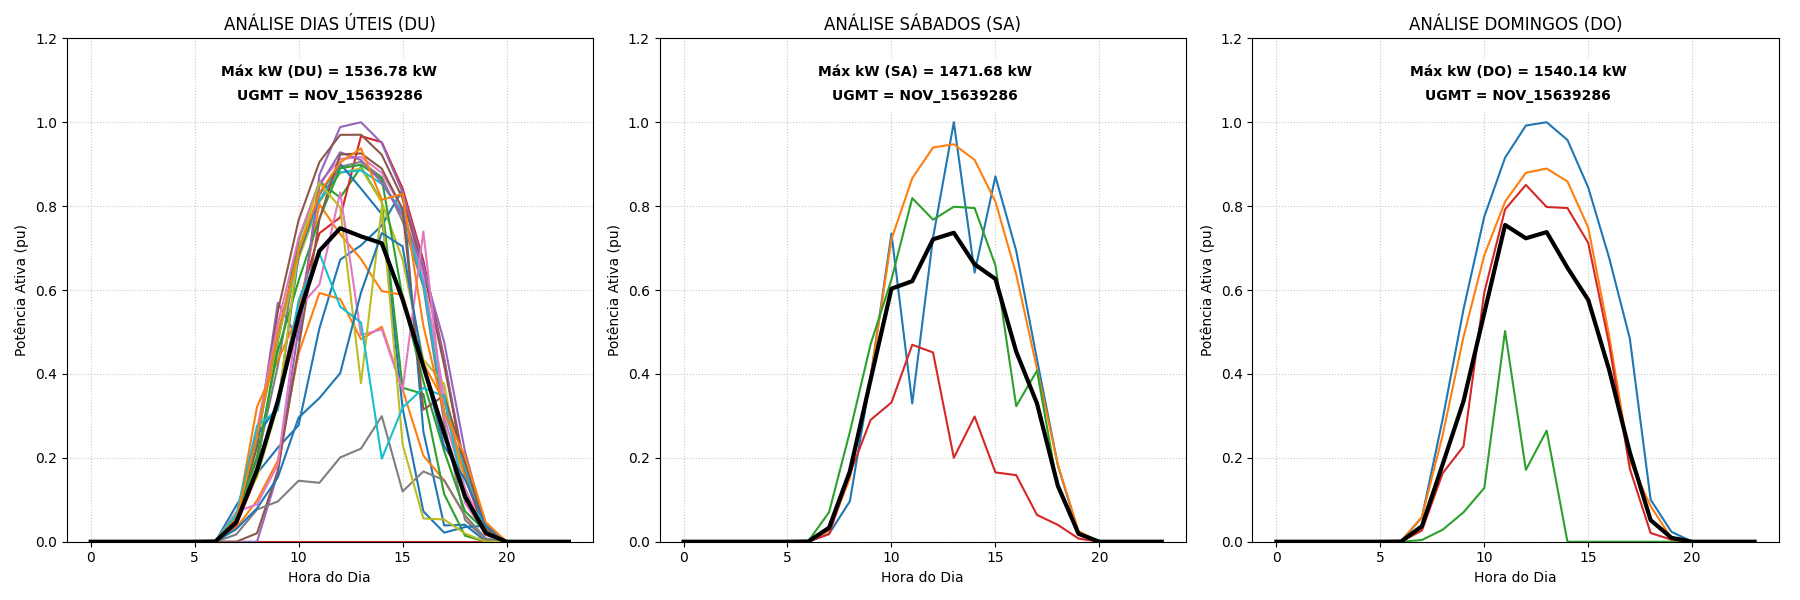 ANÁLISE DIAS ÚTEIS (DU)
Máx kW (DU) = 1536.78 kW
UGMT = NOV_15639286
Potência Ativa (pu)
1.2
1.0
0.8
0.6
0.4
0.2
0.0
0 5 10 15 20
Hora do Dia
ANÁLISE SÁBADOS (SA)
Máx kW (SA) = 1471.68 kW
UGMT = NOV_15639286
Potência Ativa (pu)
1.2
1.0
0.8
0.6
0.4
0.2
0.0
0 5 10 15 20
Hora do Dia
ANÁLISE DOMINGOS (DO)
Máx kW (DO) = 1540.14 kW
UGMT = NOV_15639286
Potência Ativa (pu)
1.2
1.0
0.8
0.6
0.4
0.2
0.0
0 5 10 15 20
Hora do Dia